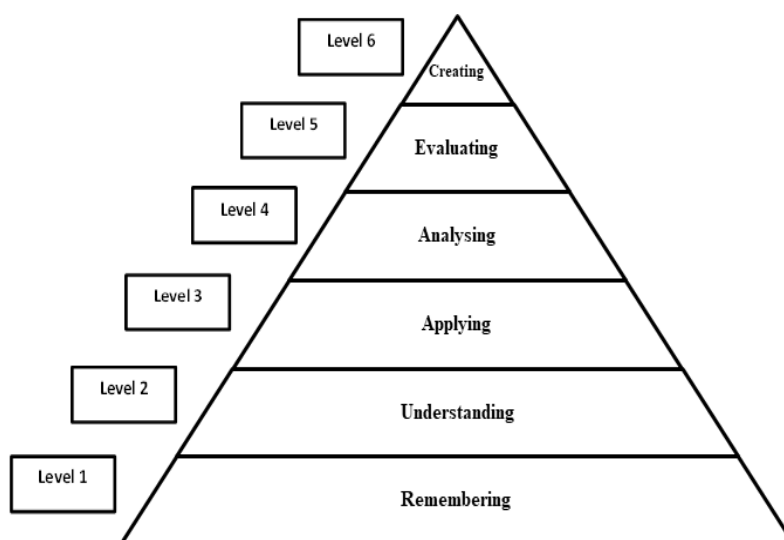 Level 6
Creating
Level 5
Evaluating
Level 4
Analysing
Level 3
Applying
Level 2
Understanding
Level 1
Remembering